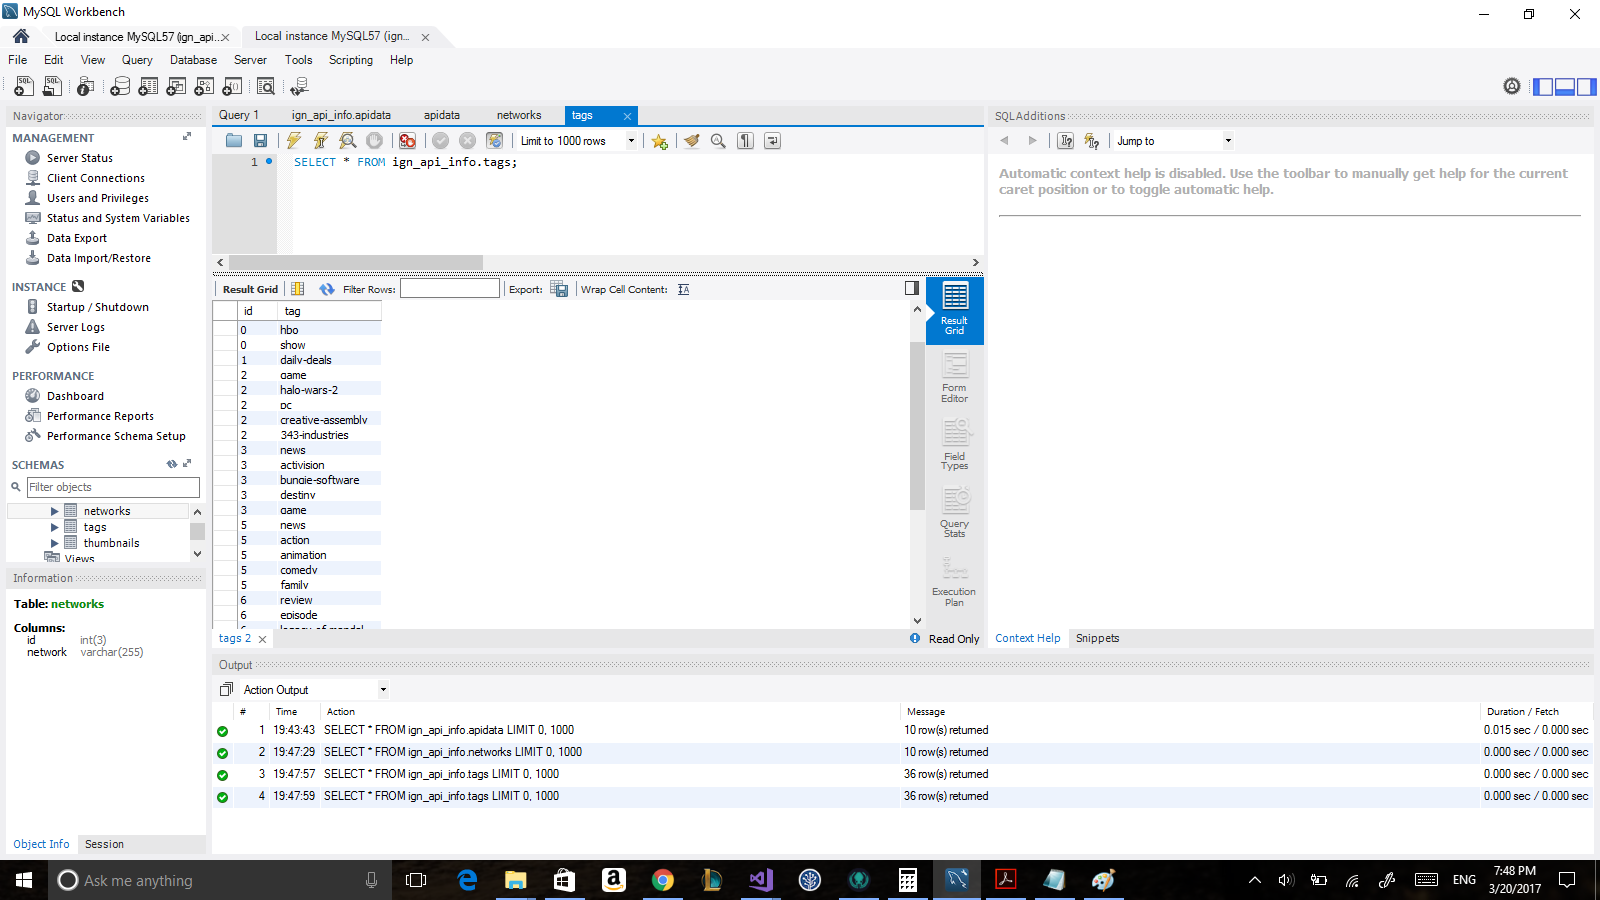 MySQL Workbench
Local instance MySQL57 (ign_api...
Local instance MySQL57 (ign...
File Edit View Query Database Server Tools Scripting Help
Navigator
MANAGEMENT
Server Status
Client Connections
Users and Privileges
Status and System Variables
Data Export
Data Import/Restore
INSTANCE
Startup / Shutdown
Server Logs
Options File
PERFORMANCE
Dashboard
Performance Reports
Performance Schema Setup
SCHEMAS
Filter objects
networks
tags
thumbnails
Views
Information
Table: networks
Columns:
id int(3)
network varchar(255)
Object Info Session
Query 1 ign_api_info.apidata apidata networks tags
Limit to 1000 rows
1 SELECT * FROM ign_api_info.tags;
Result Grid Filter Rows: Export: Wrap Cell Content:
id tag
0 hbo
0 show
1 daily-deals
2 game
2 halo-wars-2
2 pc
2 creative-assembly
2 343-industries
3 news
3 activision
3 bungie-software
3 destiny
3 game
5 news
5 action
5 animation
5 comedy
5 family
6 review
6 episode
Result
Grid
Form
Editor
Field
Types
Query
Stats
Execution
Plan
tags 2
Read Only
SQLAdditions
Jump to
Automatic context help is disabled. Use the toolbar to manually get help for the current
caret position or to toggle automatic help.
Context Help Snippets
Output
Action Output
# Time Action Message Duration / Fetch
1 19:43:43 SELECT * FROM ign_api_info.apidata LIMIT 0, 1000 10 row(s) returned 0.015 sec / 0.000 sec
2 19:47:29 SELECT * FROM ign_api_info.networks LIMIT 0, 1000 10 row(s) returned 0.000 sec / 0.000 sec
3 19:47:57 SELECT * FROM ign_api_info.tags LIMIT 0, 1000 36 row(s) returned 0.000 sec / 0.000 sec
4 19:47:59 SELECT * FROM ign_api_info.tags LIMIT 0, 1000 36 row(s) returned 0.000 sec / 0.000 sec
Ask me anything
ENG
7:48 PM
3/20/2017